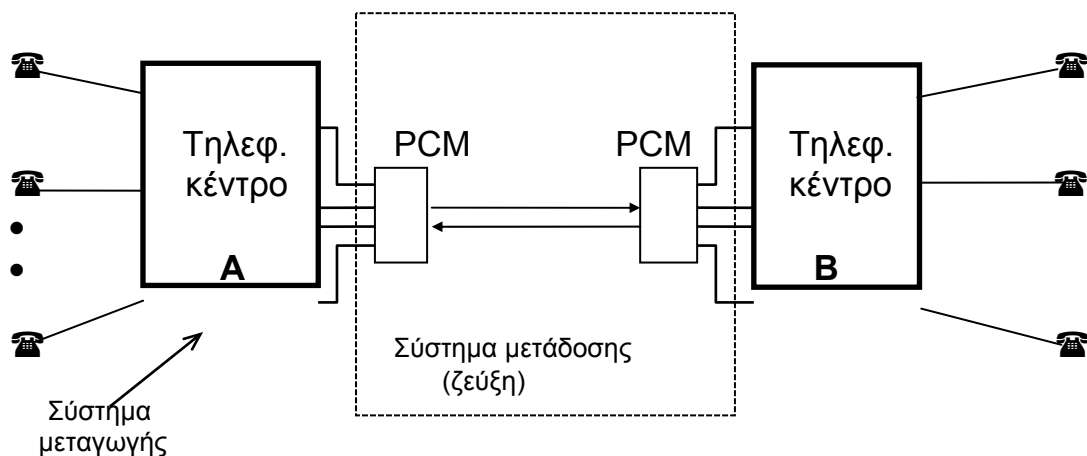 Τηλεφ.
κέντρο
A
PCM
PCM
Τηλεφ.
κέντρο
B
Σύστημα μετάδοσης
(ζεύξη)
Σύστημα
μεταγωγής